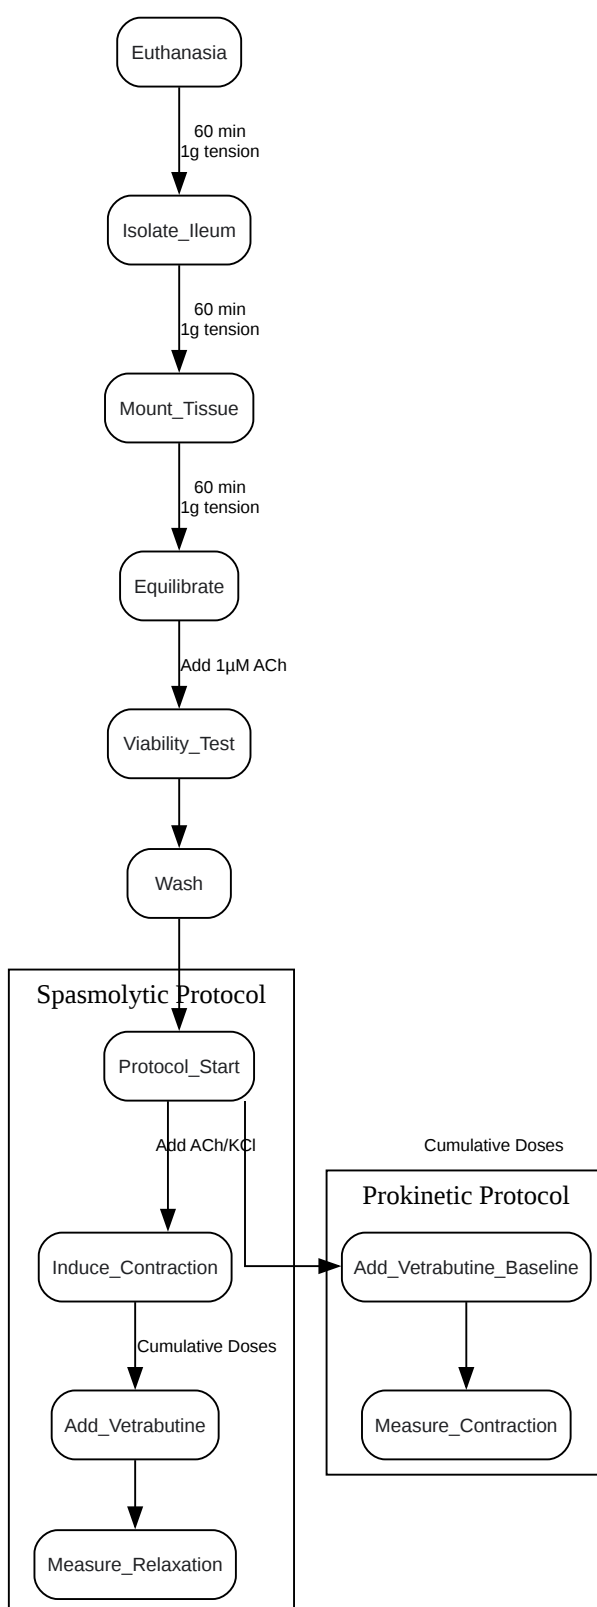 Euthanasia
60 min
1g tension
Isolate_Ileum
60 min
1g tension
Mount_Tissue
60 min
1g tension
Equilibrate
Add 1µM ACh
Viability_Test
Wash
Spasmolytic Protocol
Protocol_Start
Add ACh/KCl
Cumulative Doses
Prokinetic Protocol
Induce_Contraction
Add_Vetrabutine_Baseline
Cumulative Doses
Add_Vetrabutine
Measure_Contraction
Measure_Relaxation